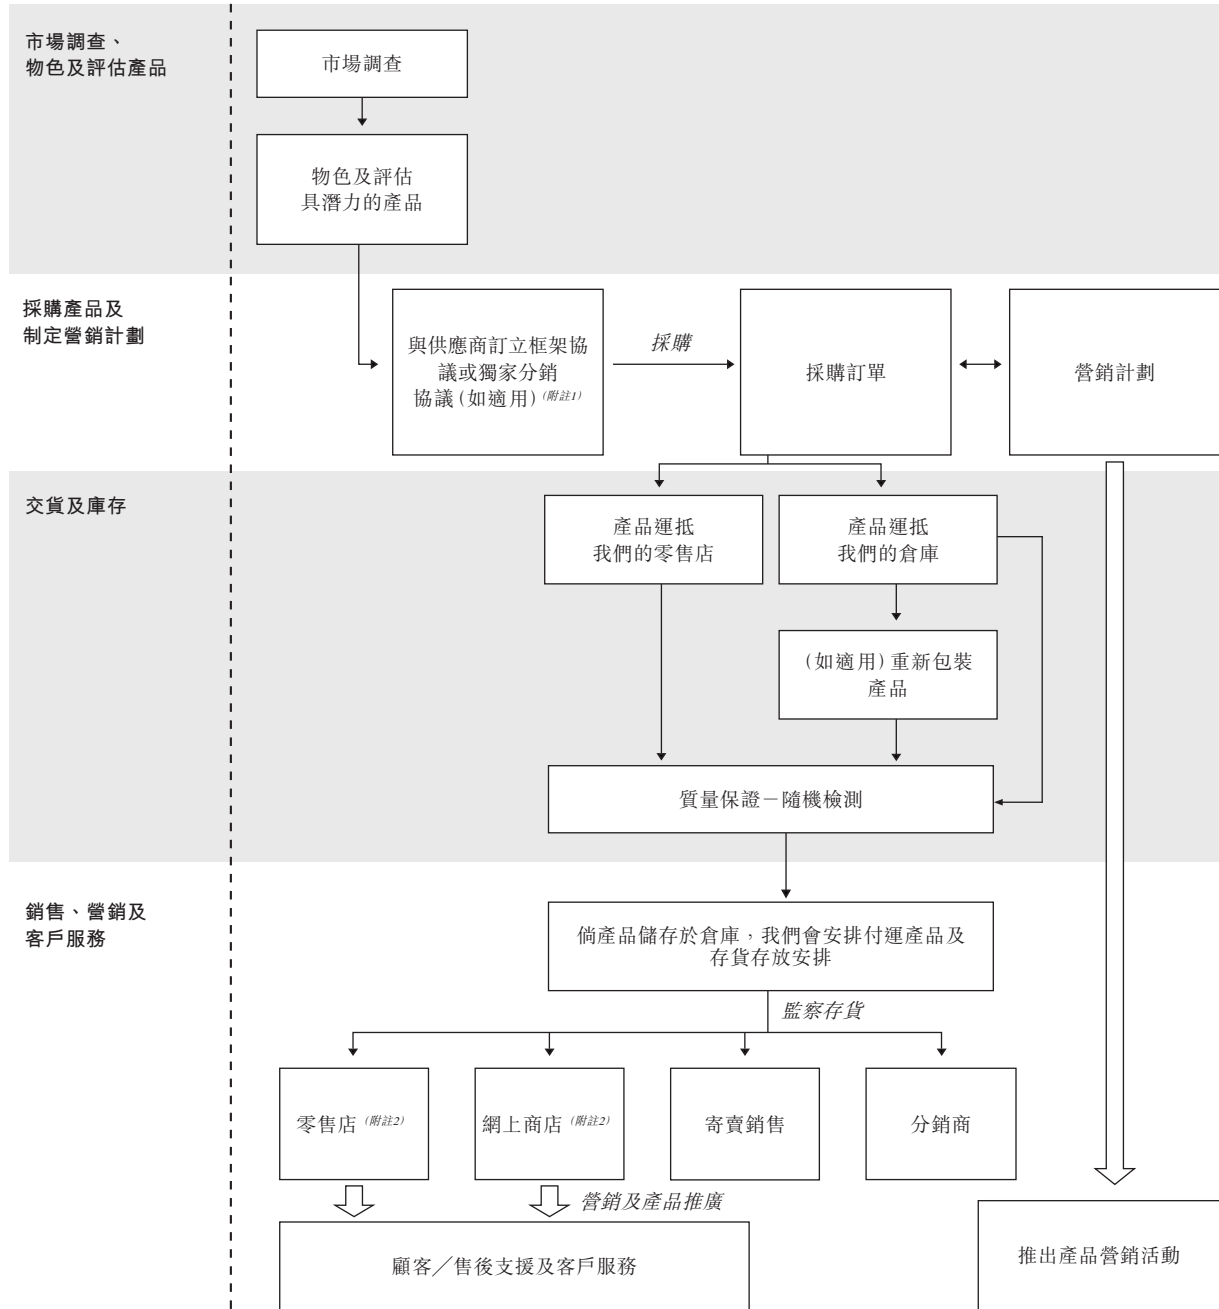 市場調查、
物色及評估產品
市場調查
物色及評估
具潛力的產品
採購產品及
制定營銷計劃
與供應商訂立框架協
議或獨家分銷
協議(如適用)(附註1)
採購
採購訂單
營銷計劃
交貨及庫存
產品運抵
我們的零售店
產品運抵
我們的倉庫
(如適用)重新包裝
產品
質量保證－隨機檢測
銷售、營銷及
客戶服務
倘產品儲存於倉庫，我們會安排付運產品及
存貨存放安排
監察存貨
零售店(附註2)
網上商店(附註2)
寄賣銷售
分銷商
營銷及產品推廣
顧客／售後支援及客戶服務
推出產品營銷活動